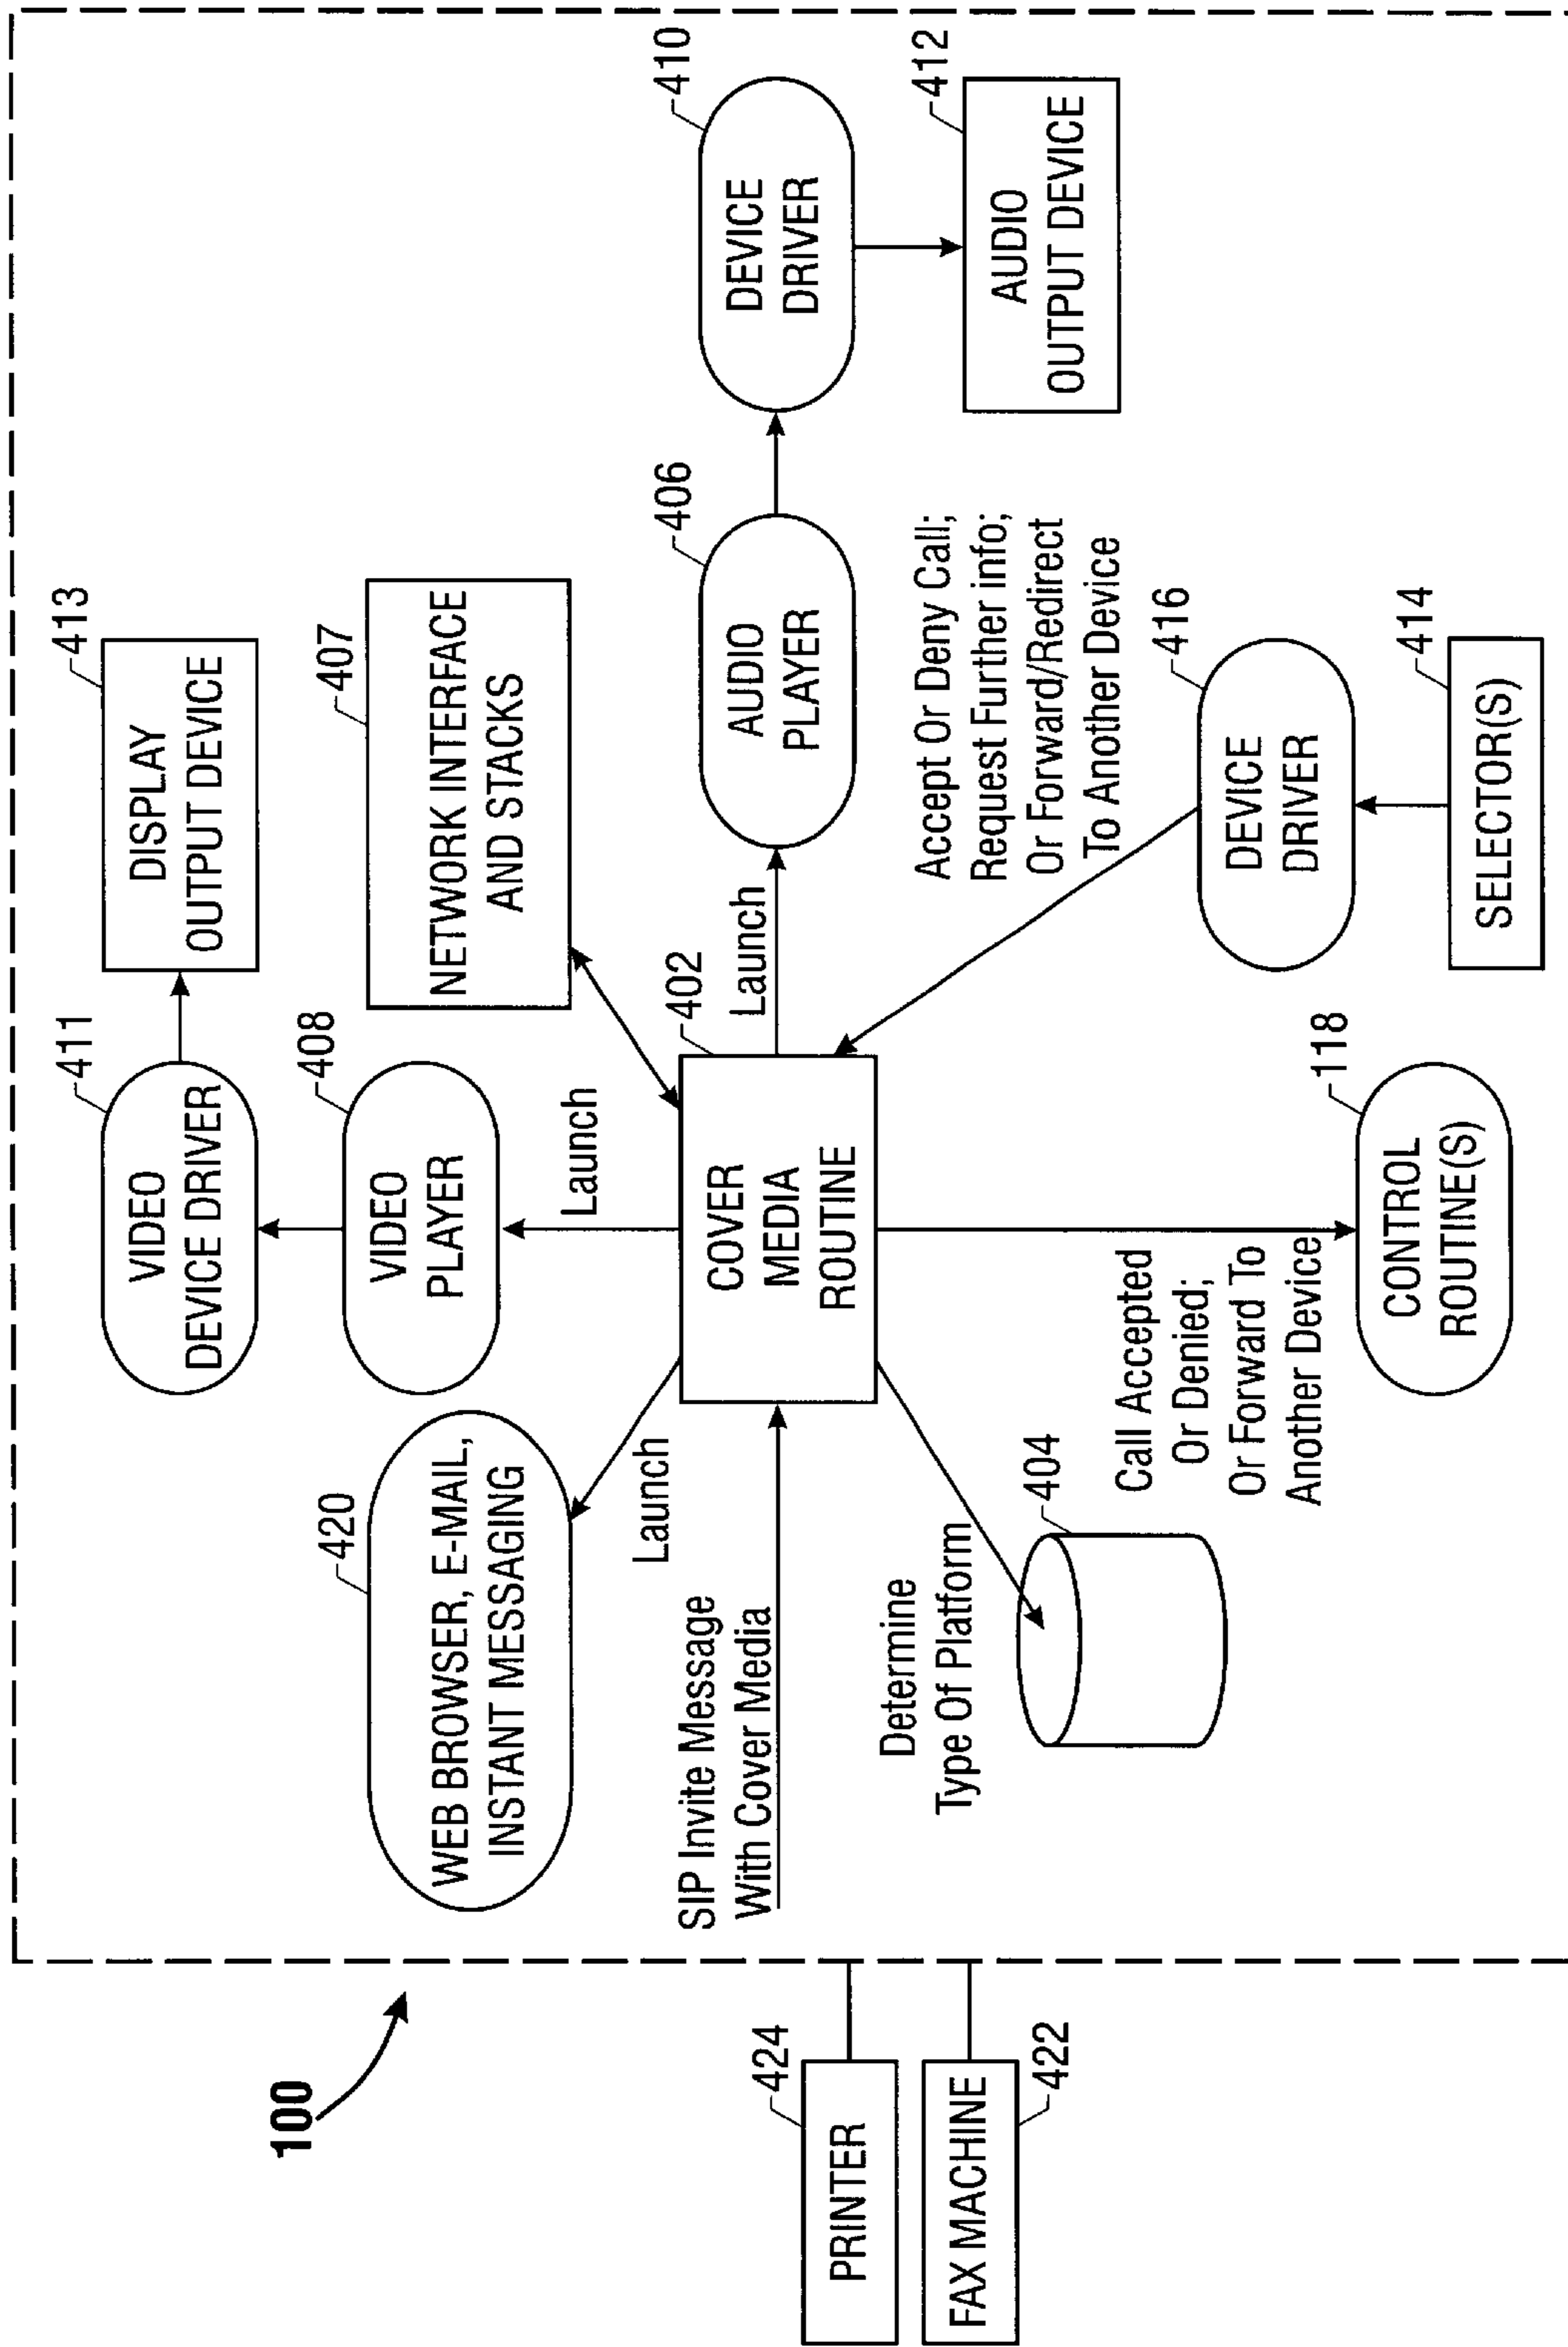 100
PRINTER
424
FAX MACHINE
422
411
VIDEO
DEVICE DRIVER
413
DISPLAY
OUTPUT DEVICE
420
WEB BROWSER, E-MAIL,
INSTANT MESSAGING
408
VIDEO
PLAYER
407
NETWORK INTERFACE
AND STACKS
Launch
Launch
SIP Invite Message
With Cover Media
402
COVER
MEDIA
ROUTINE
Launch
406
AUDIO
PLAYER
410
DEVICE
DRIVER
412
AUDIO
OUTPUT DEVICE
Determine
Type Of Platform
404
Call Accepted
Or Denied;
Or Forward To
Another Device
Accept Or Deny Call;
Request Further info;
Or Forward/Redirect
To Another Device
118
CONTROL
ROUTINE(S)
416
DEVICE
DRIVER
414
SELECTOR(S)